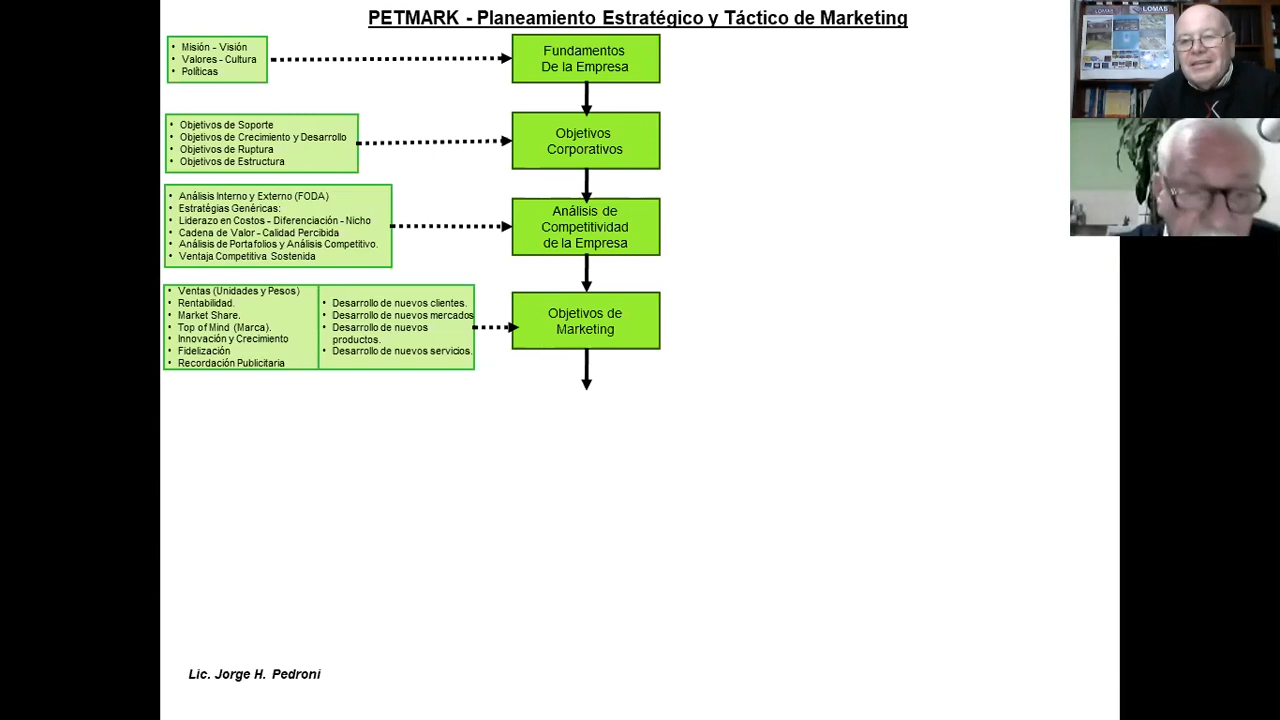 PETMARK - Planeamiento Estratégico y Táctico de Marketing
• Misión - Visión
• Valores - Cultura
• Políticas
Fundamentos
De la Empresa
• Objetivos de Soporte
• Objetivos de Crecimiento y Desarrollo
• Objetivos de Ruptura
• Objetivos de Estructura
Objetivos
Corporativos
• Análisis Interno y Externo (FODA)
• Estratégias Genéricas:
• Liderazo en Costos - Diferenciación - Nicho
• Cadena de Valor - Calidad Percibida
• Análisis de Portafolios y Análisis Competitivo.
• Ventaja Competitiva Sostenida
Análisis de
Competitividad
de la Empresa
• Ventas (Unidades y Pesos)
• Rentabilidad.
• Market Share.
• Top of Mind (Marca).
• Innovación y Crecimiento
• Fidelización
• Recordación Publicitaria
• Desarrollo de nuevos clientes.
• Desarrollo de nuevos mercados
• Desarrollo de nuevos
productos.
• Desarrollo de nuevos servicios.
Objetivos de
Marketing
Lic. Jorge H. Pedroni
LOMAS
LOMAS